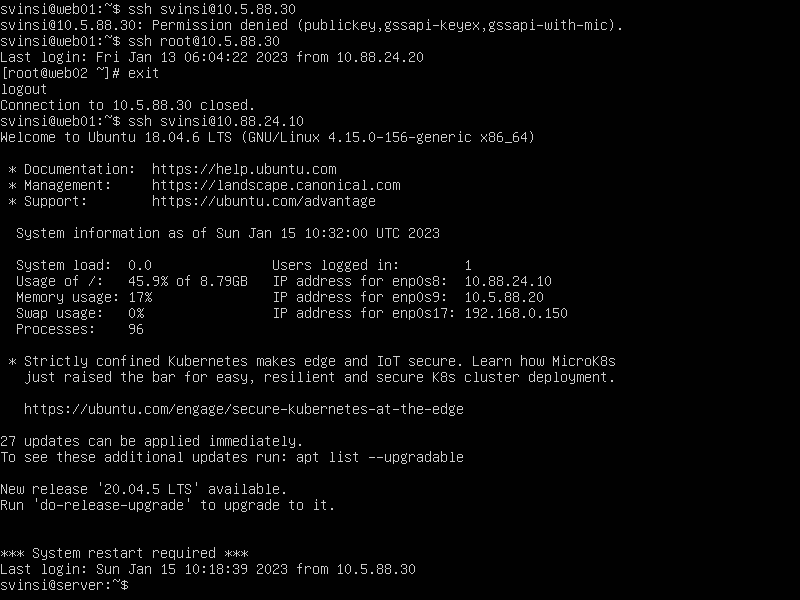 svinsi@web01:~$ ssh svinsi@10.5.88.30
svinsi@10.5.88.30: Permission denied (publickey,gssapi-keyex,gssapi-with-mic).
svinsi@web01:~$ ssh root@10.5.88.30
Last login: Fri Jan 13 06:04:22 2023 from 10.88.24.20
[root@web02 ~]# exit
logout
Connection to 10.5.88.30 closed.
svinsi@web01:~$ ssh svinsi@10.88.24.10
Welcome to Ubuntu 18.04.6 LTS (GNU/Linux 4.15.0-156-generic x86_64)

 * Documentation:  https://help.ubuntu.com
 * Management:     https://landscape.canonical.com
 * Support:        https://ubuntu.com/advantage

  System information as of Sun Jan 15 10:32:00 UTC 2023

  System load:  0.0               Users logged in:        1
  Usage of /:   45.9% of 8.79GB   IP address for enp0s8:  10.88.24.10
  Memory usage: 17%               IP address for enp0s9:  10.5.88.20
  Swap usage:   0%                IP address for enp0s17: 192.168.0.150
  Processes:    96

 * Strictly confined Kubernetes makes edge and IoT secure. Learn how MicroK8s
   just raised the bar for easy, resilient and secure K8s cluster deployment.

   https://ubuntu.com/engage/secure-kubernetes-at-the-edge

27 updates can be applied immediately.
To see these additional updates run: apt list --upgradable

New release '20.04.5 LTS' available.
Run 'do-release-upgrade' to upgrade to it.


*** System restart required ***
Last login: Sun Jan 15 10:18:39 2023 from 10.5.88.30
svinsi@server:~$